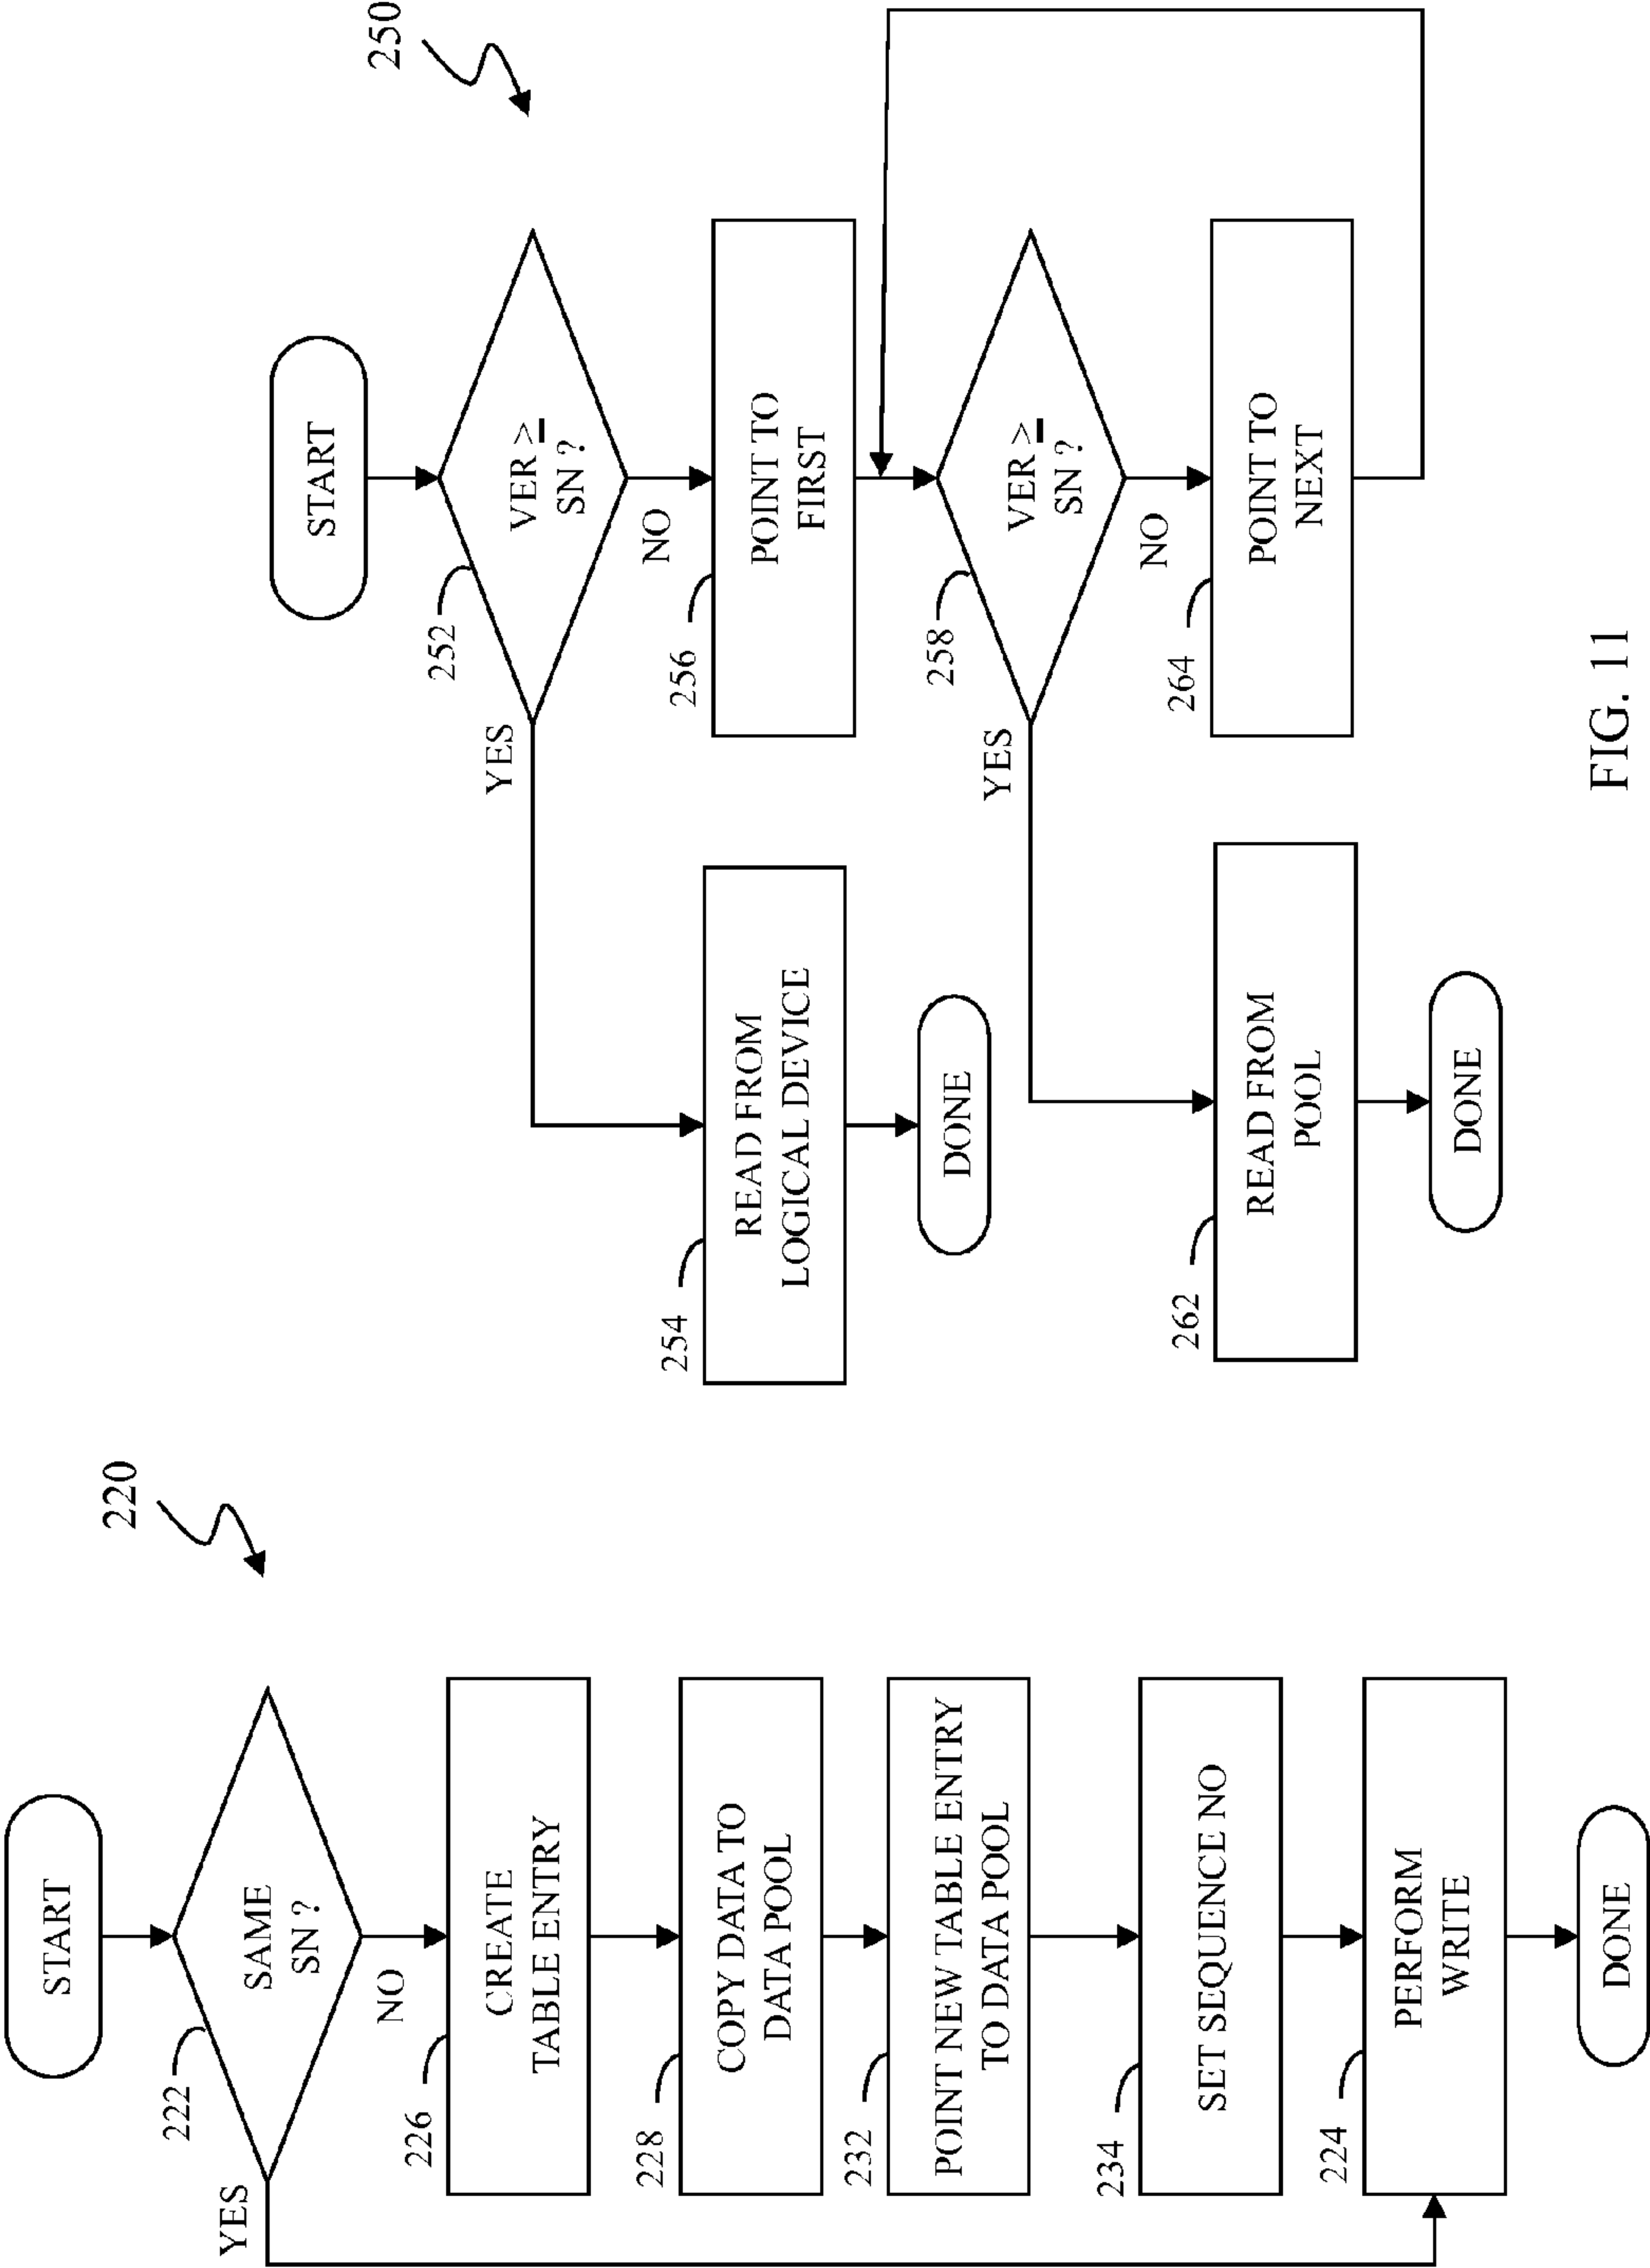 220
START
222
SAME
SN ?
YES
NO
226
CREATE
TABLE ENTRY
228
COPY DATA TO
DATA POOL
232
POINT NEW TABLE ENTRY
TO DATA POOL
234
SET SEQUENCE NO
224
PERFORM
WRITE
DONE
250
START
252
VER ≥
SN ?
YES
NO
254
READ FROM
LOGICAL DEVICE
DONE
256
POINT TO
FIRST
258
VER ≥
SN ?
YES
NO
262
READ FROM
POOL
DONE
264
POINT TO
NEXT
FIG. 11